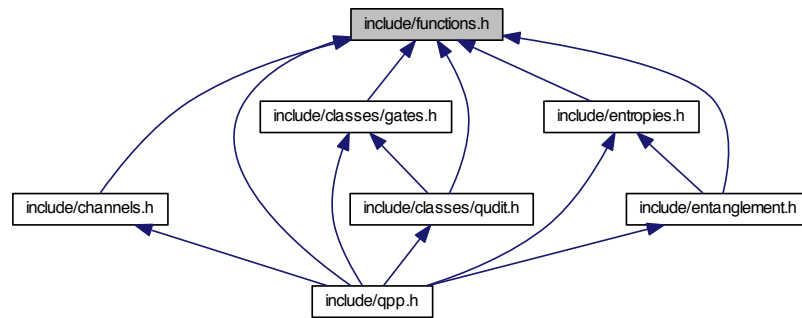 include/functions.h
include/classes/gates.h
include/entropies.h
include/channels.h
include/classes/qudit.h
include/entanglement.h
include/qpp.h